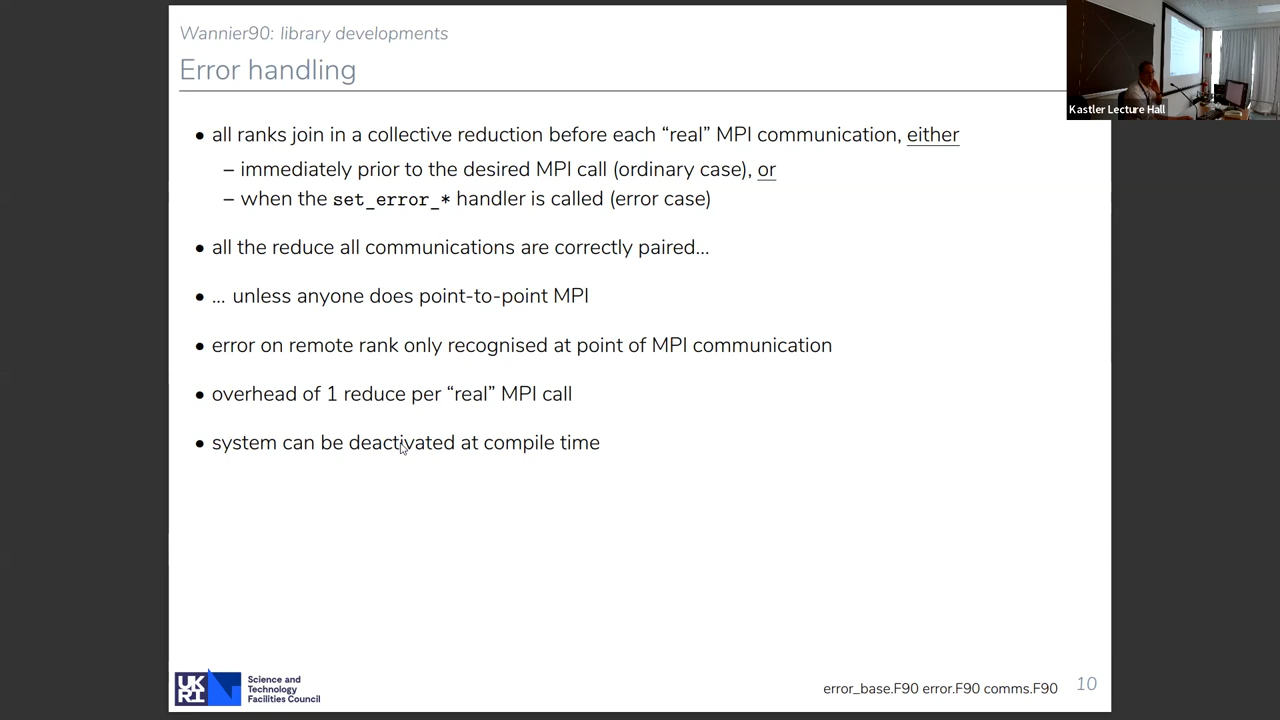 Wannier90: library developments
Error handling
Kastler Lecture Hall
• all ranks join in a collective reduction before each “real” MPI communication, either
– immediately prior to the desired MPI call (ordinary case), or
– when the set_error_* handler is called (error case)
• all the reduce all communications are correctly paired...
• ... unless anyone does point-to-point MPI
• error on remote rank only recognised at point of MPI communication
• overhead of 1 reduce per “real” MPI call
• system can be deactivated at compile time
UKRI
Science and
Technology
Facilities Council
error_base.F90 error.F90 comms.F90
10